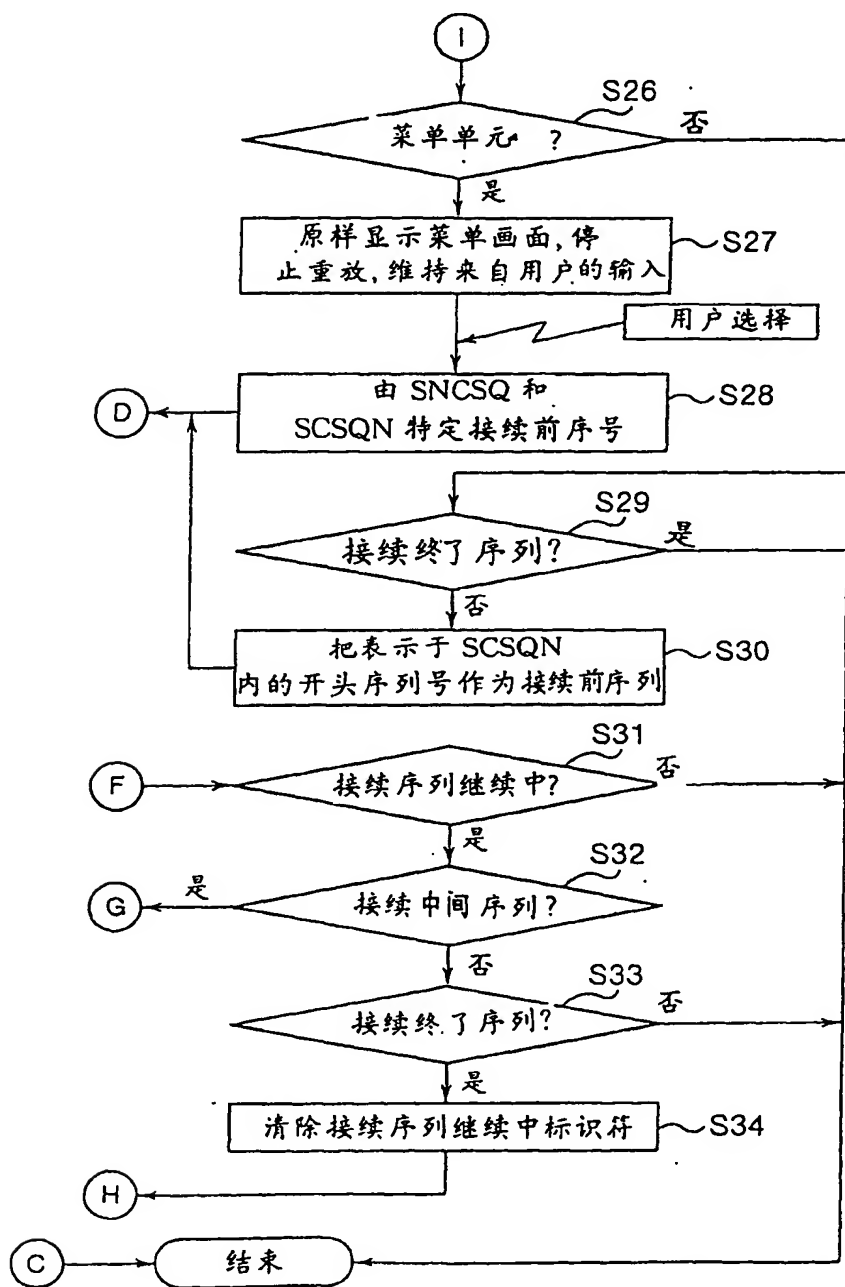 I
S26
菜单单元 ?
否
是
原样显示菜单画面,停
止重放,维持来自用户的输入
S27
用户选择
由 SNCSQ 和
SCSQN 特定接续前序号
S28
D
S29
接续终了序列?
是
否
把表示于 SCSQN
内的开头序列号作为接续前序列
S30
S31
F
接续序列继续中?
否
是
S32
G
是
接续中间序列?
否
S33
接续终了序列?
否
是
清除接续序列继续中标识符
S34
H
C
结束